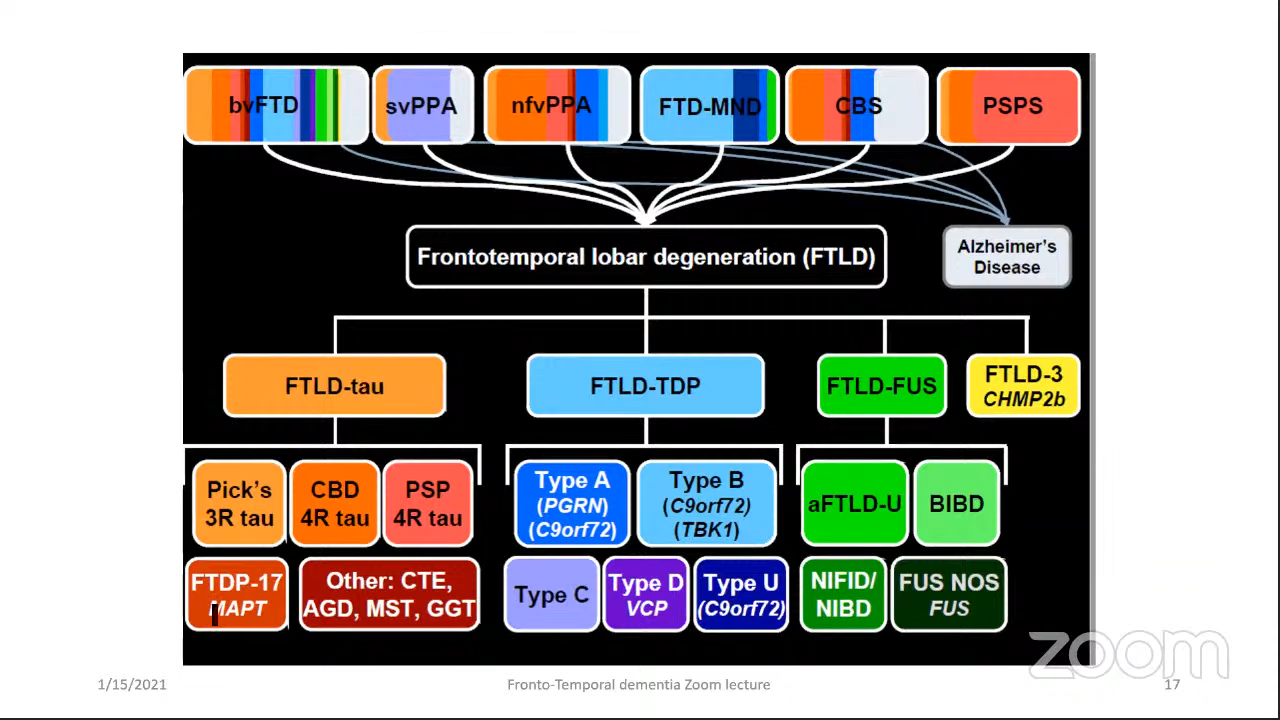 bvFTD
svPPA
nfvPPA
FTD-MND
CBS
PSPS
Frontotemporal lobar degeneration (FTLD)
Alzheimer's
Disease
FTLD-tau
FTLD-TDP
FTLD-FUS
FTLD-3
CHMP2b
Pick's
3R tau
CBD
4R tau
PSP
4R tau
Type A
(PGRN)
(C9orf72)
Type B
(C9orf72)
(TBK1)
aFTLD-U
BIBD
FTDP-17
MAPT
Other: CTE,
AGD, MST, GGT
Type C
Type D
VCP
Type U
(C9orf72)
NIFID/
NIBD
FUS NOS
FUS
zoom
1/15/2021
Fronto-Temporal dementia Zoom lecture
17